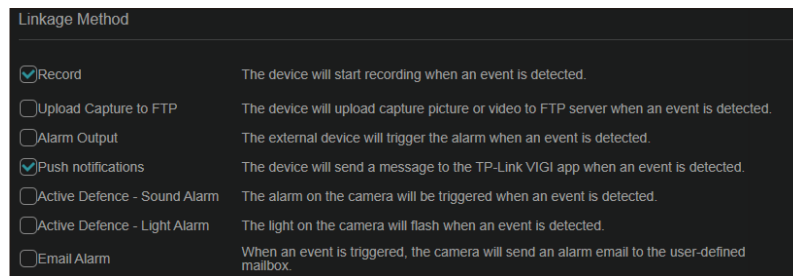 Linkage Method
Record The device will start recording when an event is detected.
Upload Capture to FTP The device will upload capture picture or video to FTP server when an event is detected.
Alarm Output The external device will trigger the alarm when an event is detected.
Push notifications The device will send a message to the TP-Link VIGI app when an event is detected.
Active Defence - Sound Alarm The alarm on the camera will be triggered when an event is detected.
Active Defence - Light Alarm The light on the camera will flash when an event is detected.
Email Alarm When an event is triggered, the camera will send an alarm email to the user-defined
mailbox.